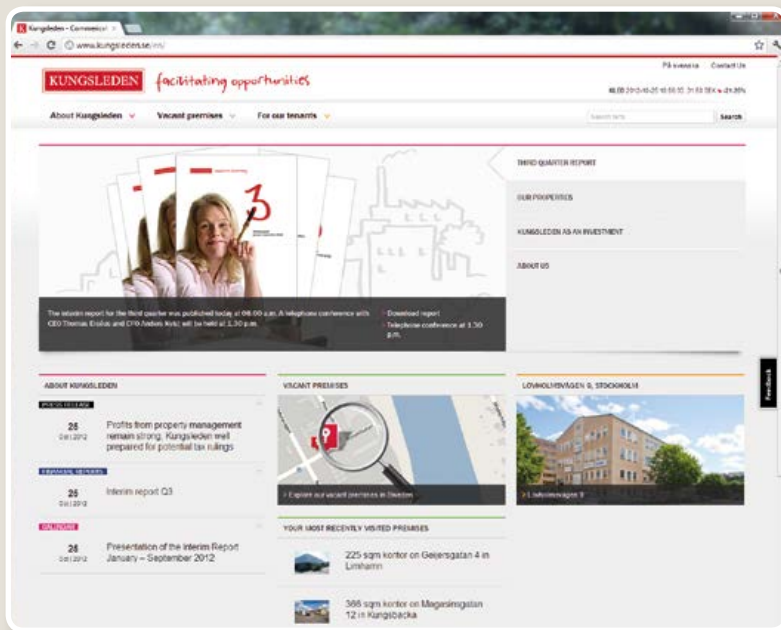 Kungsleden - Commercial
www.kungsleden.se/en/
På svenska Contact Us
KUNGSLEDEN facilitating opportunities
About Kungsleden Vacant premises For our tenants
Search
THIRD QUARTER REPORT
3
OUR PROPERTIES
KUNGSLEDEN AS AN INVESTMENT
ABOUT US
The interim report for the third quarter was published today at 08.00 a.m. A telephone conference with
CEO Thomas Erséus and CFO Anders Kvist will be held at 1.30 p.m.
> Download report
> Telephone conference at 1.30
p.m.
Feedback
ABOUT KUNGSLEDEN
PRESS RELEASE
25
Oct | 2012
Profits from property management
remain strong, Kungsleden well
prepared for potential tax rulings
FINANCIAL REPORTS
25
Oct | 2012
Interim report Q3
CALENDAR
25
Oct | 2012
Presentation of the Interim Report
January – September 2012
VACANT PREMISES
> Explore our vacant premises in Sweden
YOUR MOST RECENTLY VISITED PREMISES
225 sqm kontor on Geijersgatan 4 in
Limhamn
366 sqm kontor on Magasinsgatan
12 in Kungsbacka
LÖVHOLMSVÄGEN 9, STOCKHOLM
> Lövholmsvägen 9